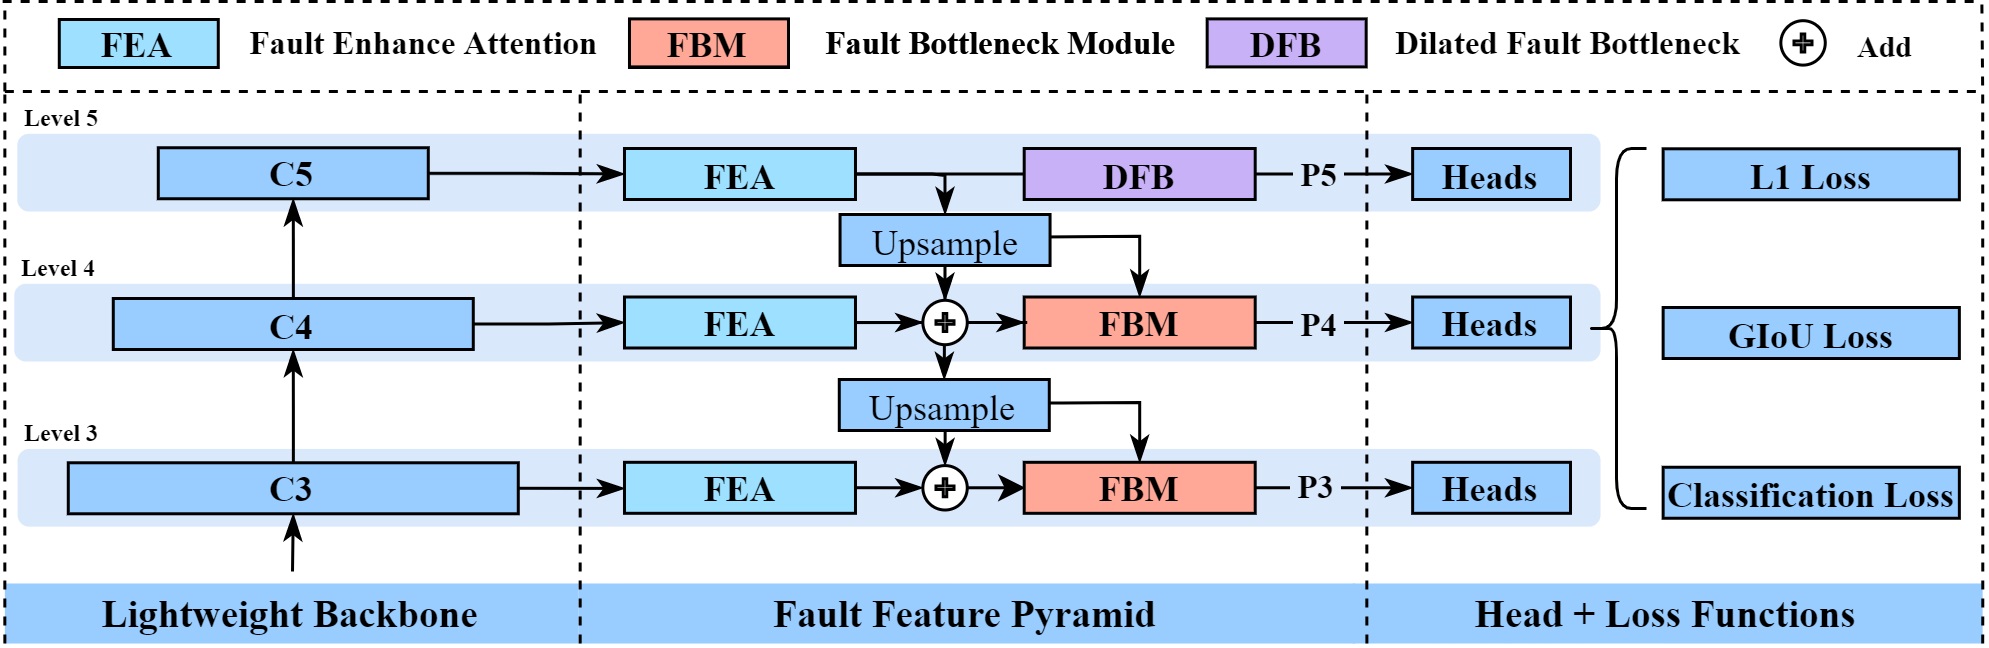 FEA Fault Enhance Attention FBM Fault Bottleneck Module DFB Dilated Fault Bottleneck Add
Level 5
C5 FEA DFB P5 Heads L1 Loss
Upsample
Level 4
C4 FEA FBM P4 Heads GIoU Loss
Upsample
Level 3
C3 FEA FBM P3 Heads Classification Loss
Lightweight Backbone Fault Feature Pyramid Head + Loss Functions